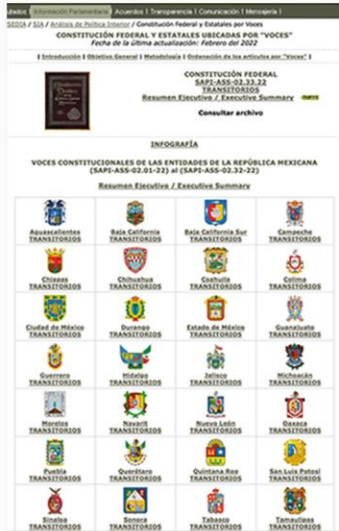 utados | Información Parlamentaria | Acuerdos | Transparencia | Comunicación | Mensajería |
SEDIA / SIA / Análisis de Política Interior / Constitución Federal y Estatales por Voces
CONSTITUCIÓN FEDERAL Y ESTATALES UBICADAS POR "VOCES"
Fecha de la última actualización: Febrero del 2022
| Introducción | Objetivo General | Metodología | Ordenación de los artículos por "Voces" |
CONSTITUCIÓN FEDERAL
SAPI-ASS-02.33.22
TRANSITORIOS
Resumen Ejecutivo / Executive Summary
Consultar archivo
INFOGRAFÍA
VOCES CONSTITUCIONALES DE LAS ENTIDADES DE LA REPÚBLICA MEXICANA
(SAPI-ASS-02.01-22) al (SAPI-ASS-02.32-22)
Resumen Ejecutivo / Executive Summary
Aguascalientes Baja California Baja California Sur Campeche
TRANSITORIOS TRANSITORIOS TRANSITORIOS TRANSITORIOS
Chiapas Chihuahua Coahuila Colima
TRANSITORIOS TRANSITORIOS TRANSITORIOS TRANSITORIOS
Ciudad de México Durango Estado de México Guanajuato
TRANSITORIOS TRANSITORIOS TRANSITORIOS TRANSITORIOS
Guerrero Hidalgo Jalisco Michoacán
TRANSITORIOS TRANSITORIOS TRANSITORIOS TRANSITORIOS
Morelos Nayarit Nuevo León Oaxaca
TRANSITORIOS TRANSITORIOS TRANSITORIOS TRANSITORIOS
Puebla Querétaro Quintana Roo San Luis Potosí
TRANSITORIOS TRANSITORIOS TRANSITORIOS TRANSITORIOS
Sinaloa Sonora Tabasco Tamaulipas
TRANSITORIOS TRANSITORIOS TRANSITORIOS TRANSITORIOS